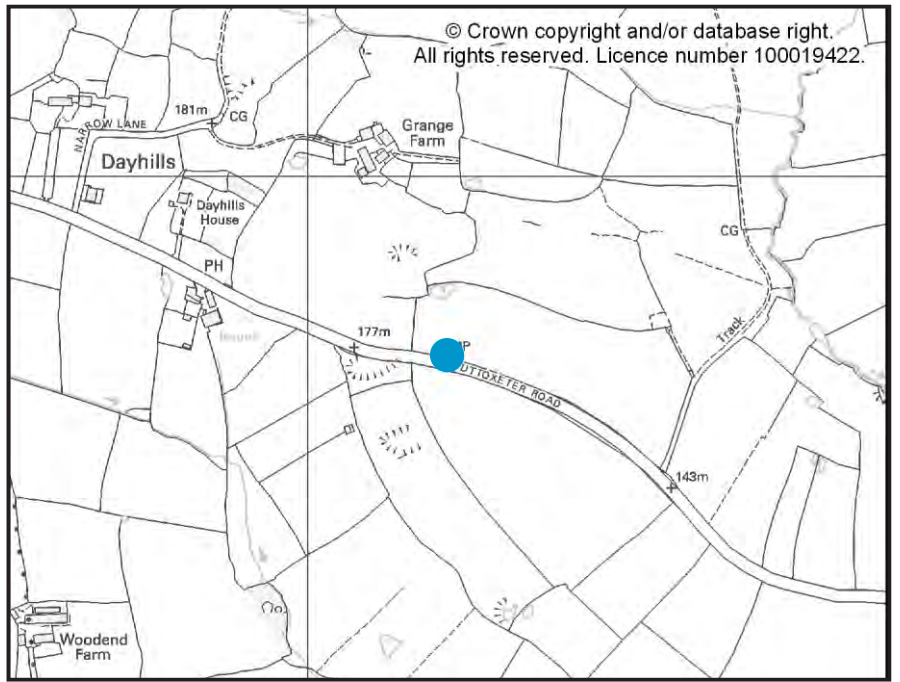 © Crown copyright and/or database right.
All rights reserved. Licence number 100019422.
181m
CG
NARROW LANE
Grange
Farm
Dayhills
Dayhills
House
CG
PH
177m
Track
UTTOXETER ROAD
143m
Woodend
Farm